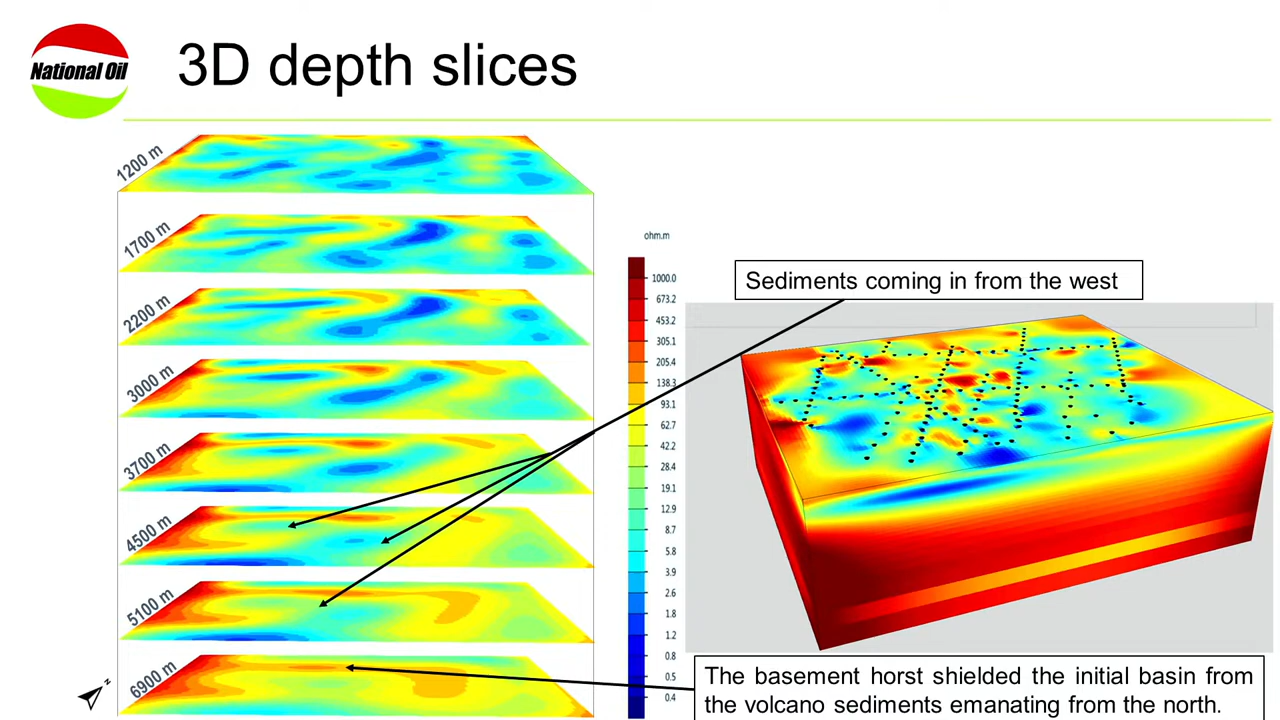 National Oil
3D depth slices
1200 m
1700 m
2200 m
3000 m
3700 m
4500 m
5100 m
6900 m
z
ohm.m
1000.0
673.2
453.2
305.1
205.4
138.3
93.1
62.7
42.2
28.4
19.1
12.9
8.7
5.8
3.9
2.6
1.8
1.2
0.8
0.5
0.4
Sediments coming in from the west
The basement horst shielded the initial basin from
the volcano sediments emanating from the north.